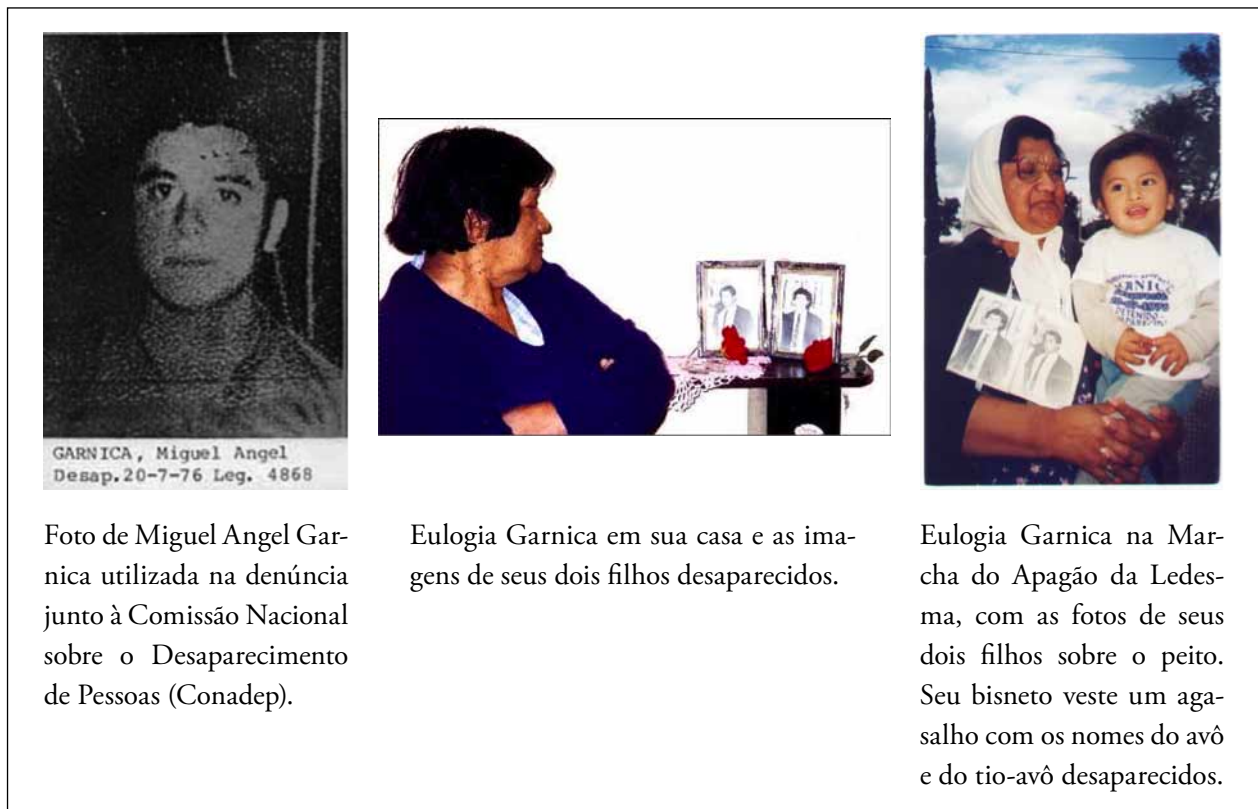 GARNICA, Miguel Angel
Desap.20-7-76 Leg. 4868
Foto de Miguel Angel Gar-
nica utilizada na denúncia
junto à Comissão Nacional
sobre o Desaparecimento
de Pessoas (Conadep).
Eulogia Garnica em sua casa e as ima-
gens de seus dois filhos desaparecidos.
DETENIDO
Eulogia Garnica na Mar-
cha do Apagão da Ledes-
ma, com as fotos de seus
dois filhos sobre o peito.
Seu bisneto veste um aga-
salho com os nomes do avô
e do tio-avô desaparecidos.